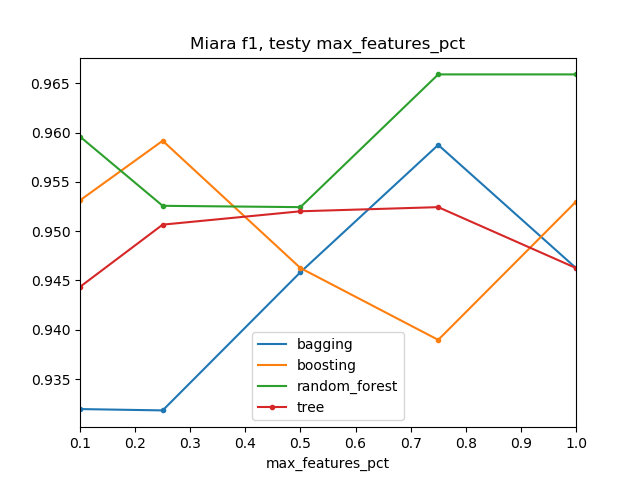 Miara f1, testy max_features_pct
0.965
0.960
0.955
0.950
0.945
0.940
0.935
bagging
boosting
random_forest
tree
0.1 0.2 0.3 0.4 0.5 0.6 0.7 0.8 0.9 1.0
max_features_pct